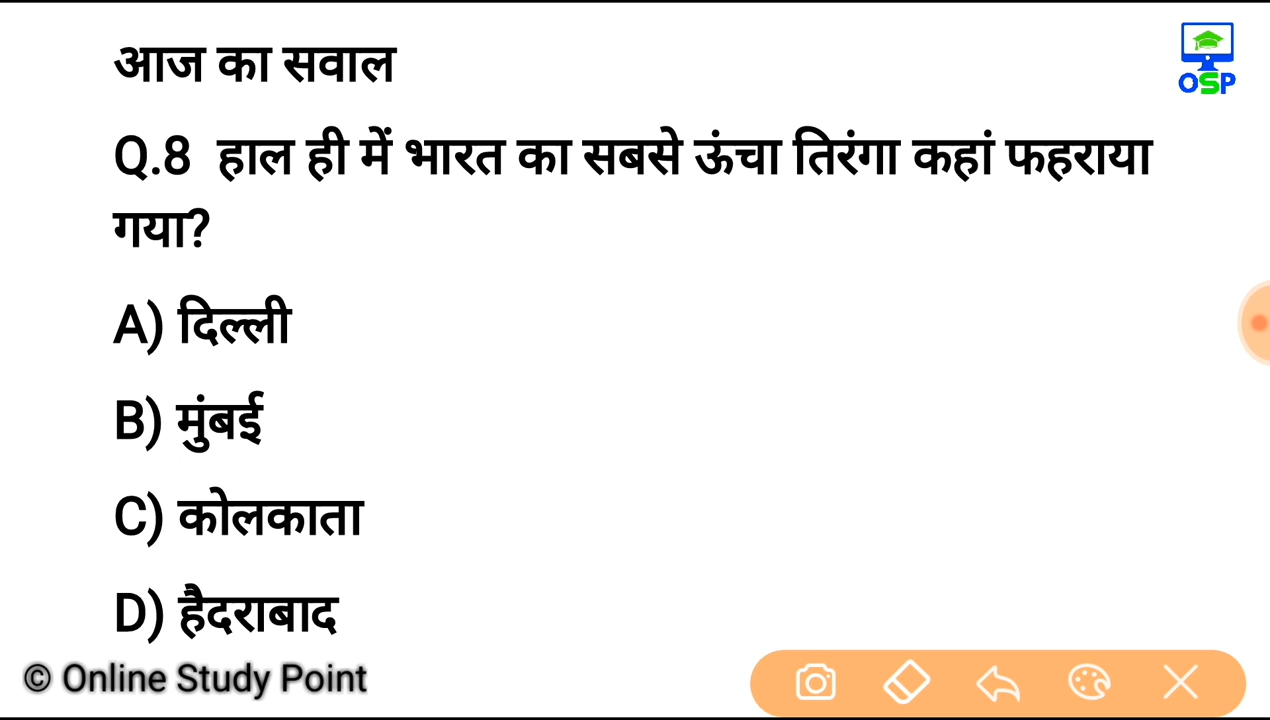 आज का सवाल
OSP
Q.8 हाल ही में भारत का सबसे ऊंचा तिरंगा कहां फहराया
गया?
A) दिल्ली
B) मुंबई
C) कोलकाता
D) हैदराबाद
© Online Study Point